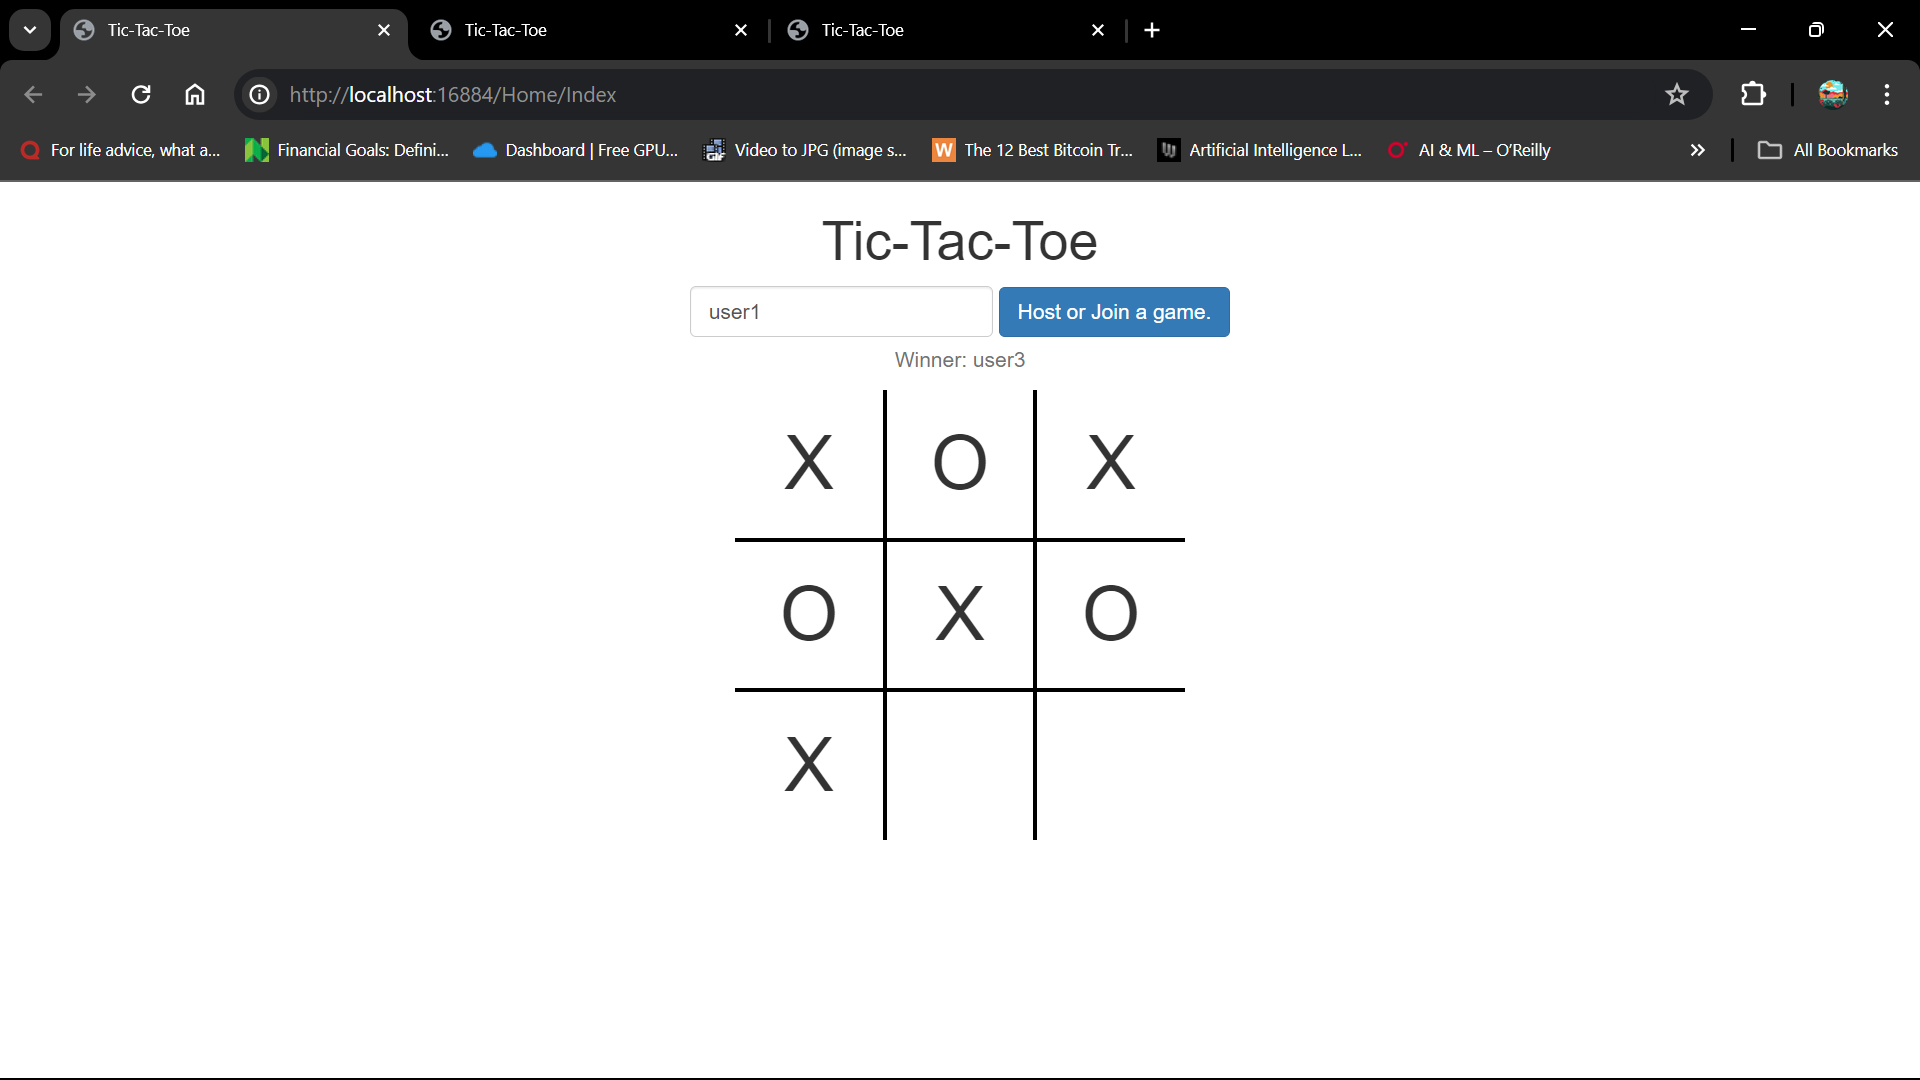 Tic-Tac-Toe Tic-Tac-Toe Tic-Tac-Toe
http://localhost:16884/Home/Index
For life advice, what a... Financial Goals: Defini... Dashboard | Free GPU... Video to JPG (image s... The 12 Best Bitcoin Tr... Artificial Intelligence L... AI & ML – O'Reilly All Bookmarks
Tic-Tac-Toe
user1 Host or Join a game.
Winner: user3
X O X
O X O
X